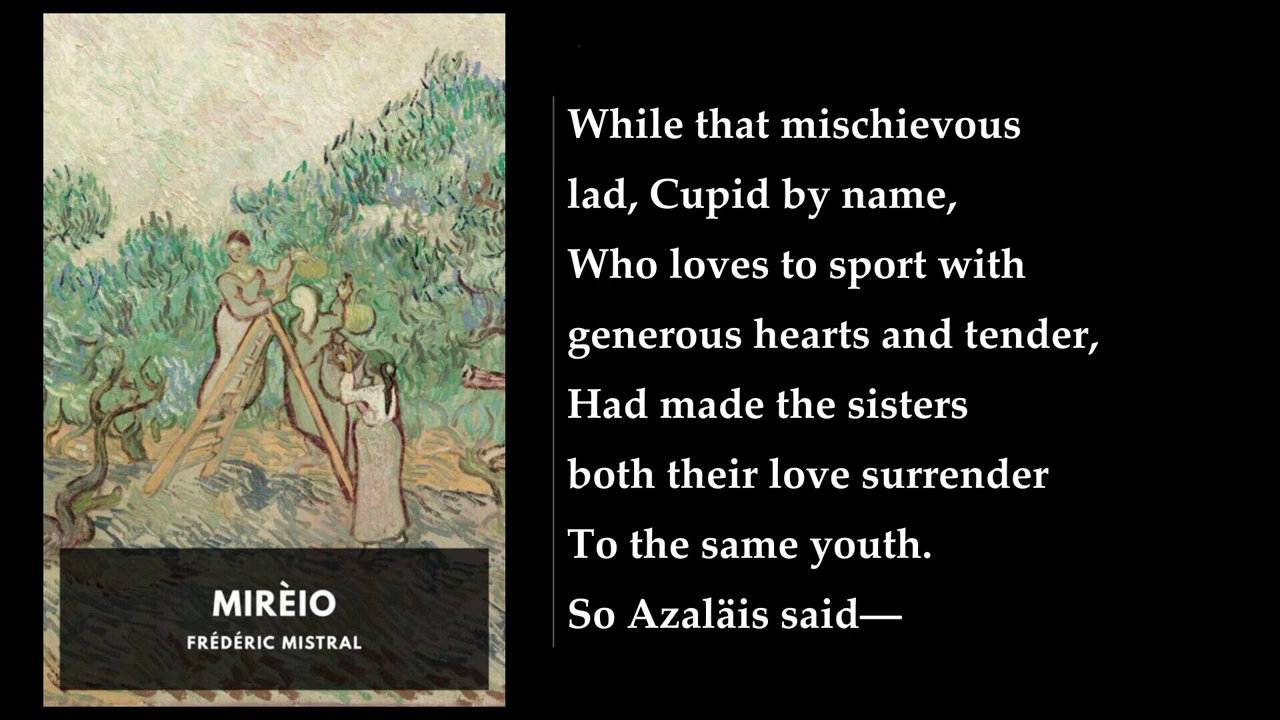 MIRÈIO
FRÉDÉRIC MISTRAL
While that mischievous
lad, Cupid by name,
Who loves to sport with
generous hearts and tender,
Had made the sisters
both their love surrender
To the same youth.
So Azaläis said—